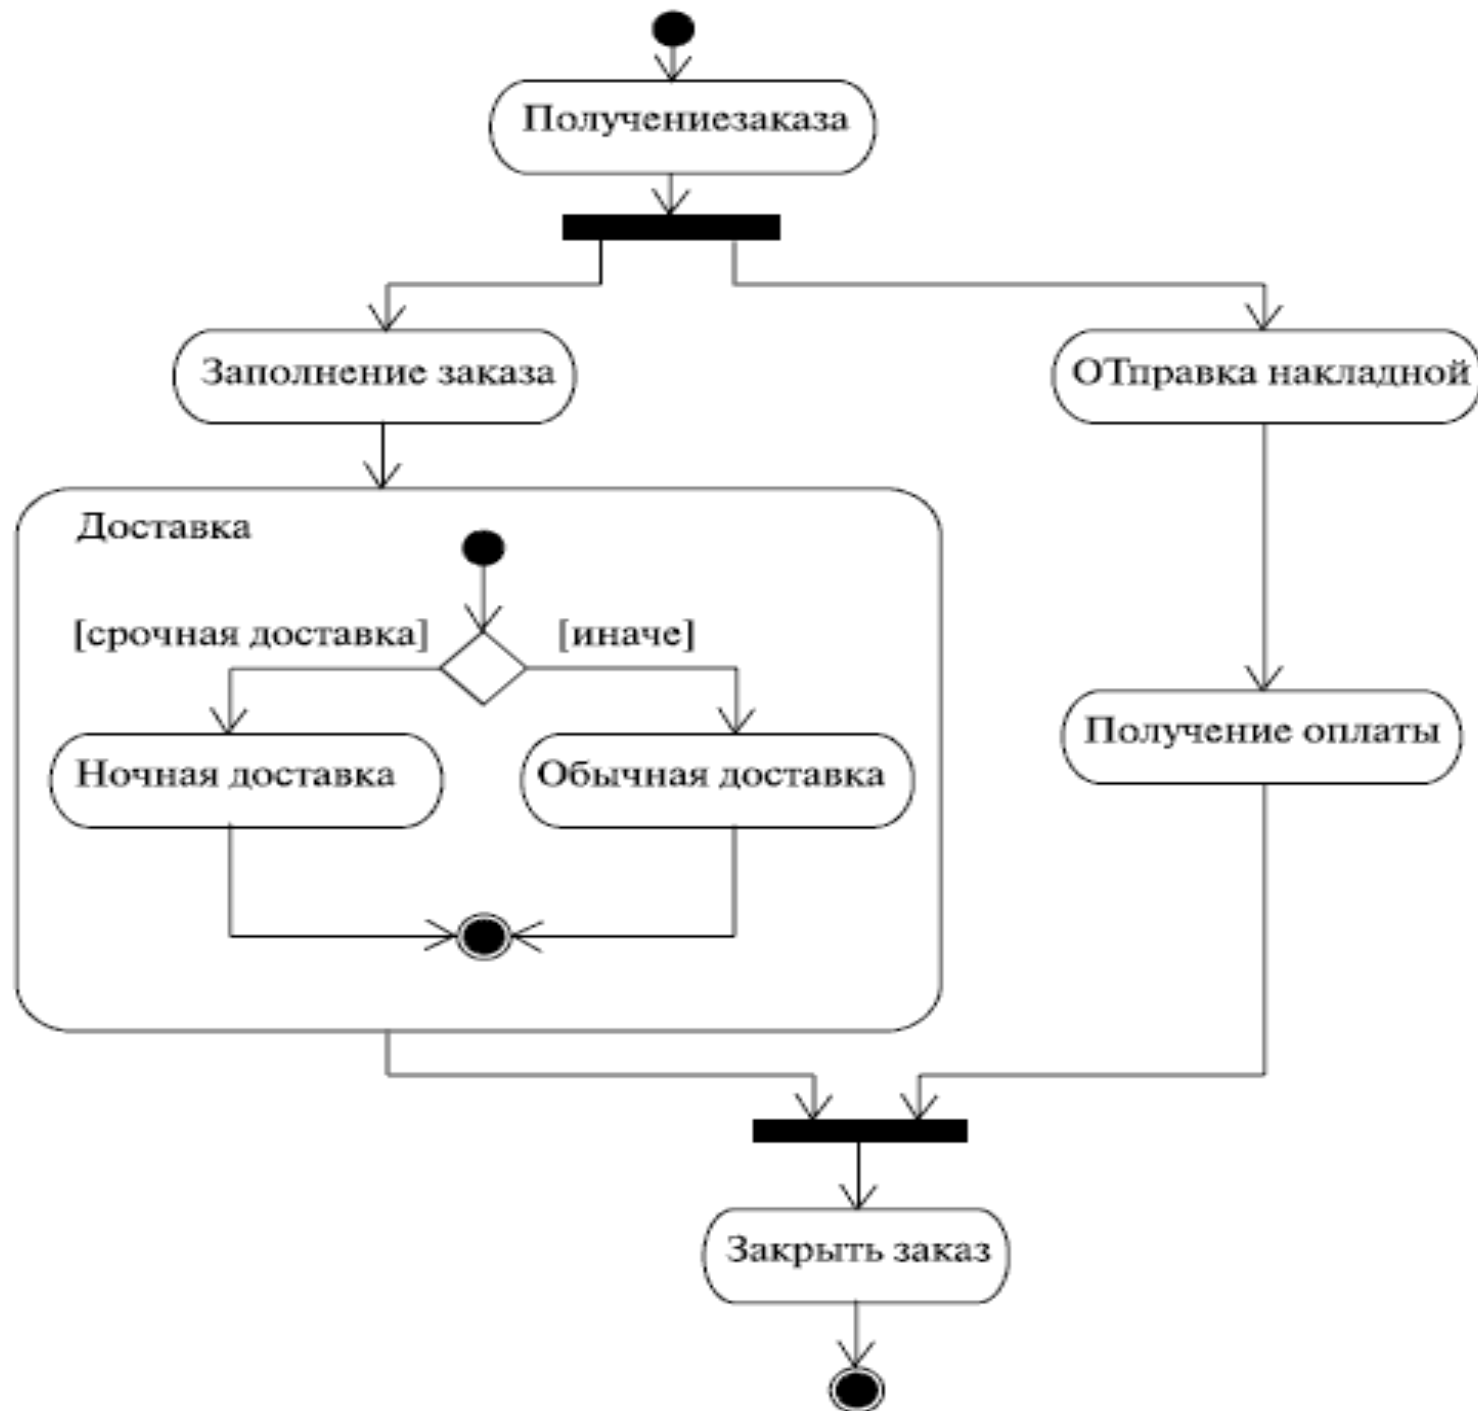 Получениезаказа
Заполнение заказа
ОТправка накладной
Доставка
[срочная доставка]
[иначе]
Ночная доставка
Обычная доставка
Получение оплаты
Закрыть заказ